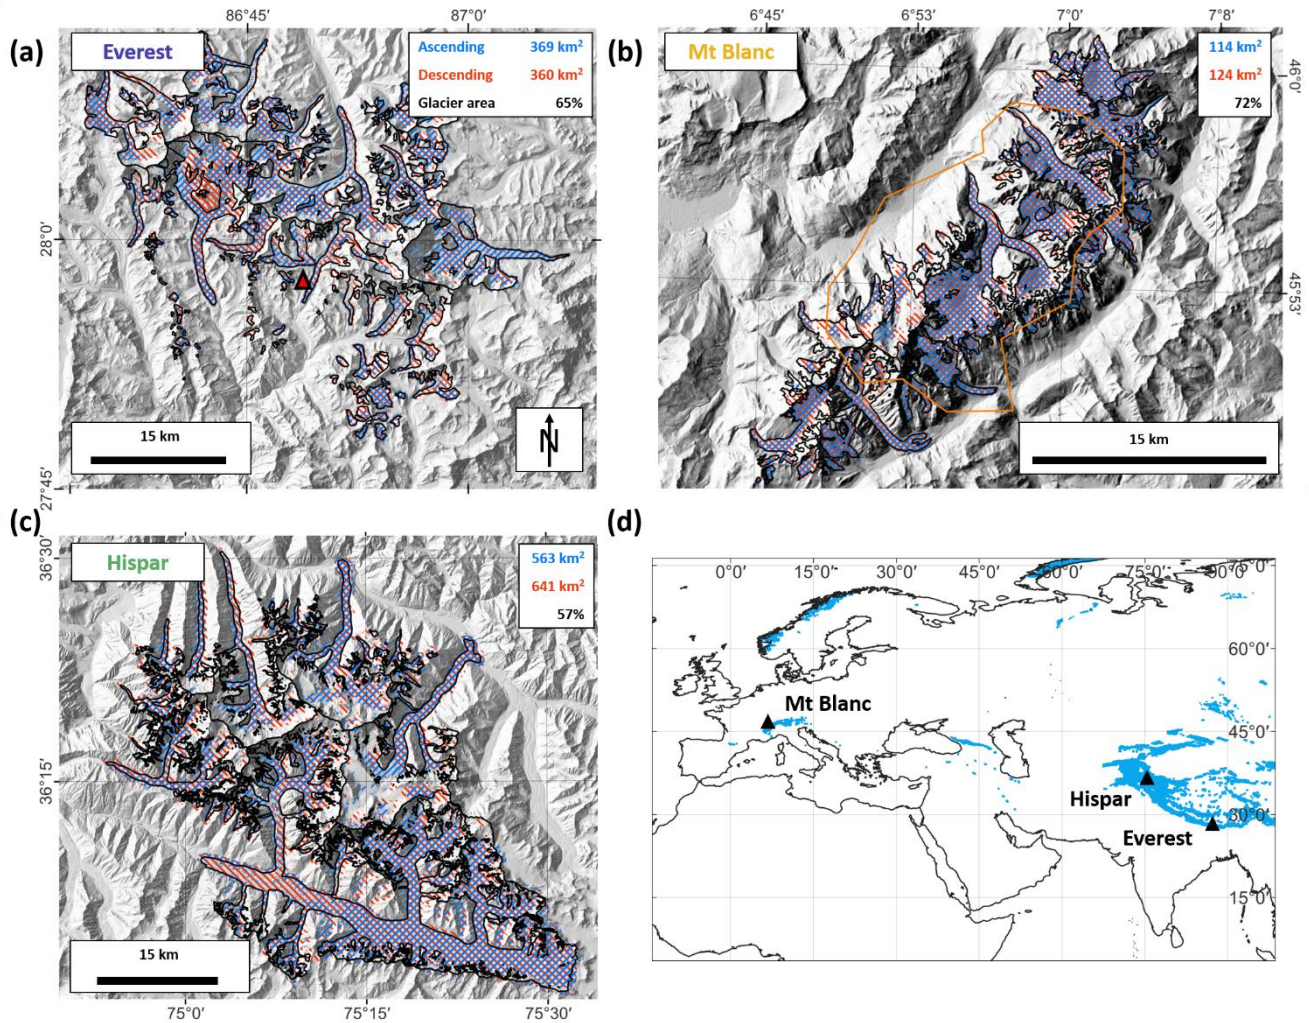 (a)
Everest
86°45′
87°0′
Ascending 369 km²
Descending 360 km²
Glacier area 65%
28°0′
27°45′
15 km
N
(b)
Mt Blanc
6°45′
6°53′
7°0′
7°8′
114 km²
124 km²
72%
46°0′
45°53′
15 km
(c)
Hispar
563 km²
641 km²
57%
36°30′
36°15′
15 km
75°0′
75°15′
75°30′
(d)
0°0′
15°0′
30°0′
45°0′
60°0′
75°0′
90°0′
60°0′
45°0′
30°0′
15°0′
Mt Blanc
Hispar
Everest